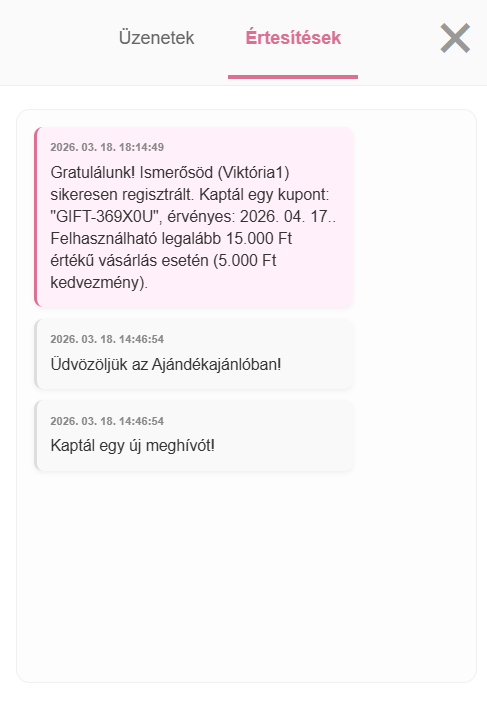 Üzenetek Értesítések
2026. 03. 18. 18:14:49
Gratulálunk! Ismerősöd (Viktória1)
sikeresen regisztrált. Kaptál egy kupont:
"GIFT-369X0U", érvényes: 2026. 04. 17..
Felhasználható legalább 15.000 Ft
értékű vásárlás esetén (5.000 Ft
kedvezmény).
2026. 03. 18. 14:46:54
Üdvözöljük az Ajándékajánlóban!
2026. 03. 18. 14:46:54
Kaptál egy új meghívót!